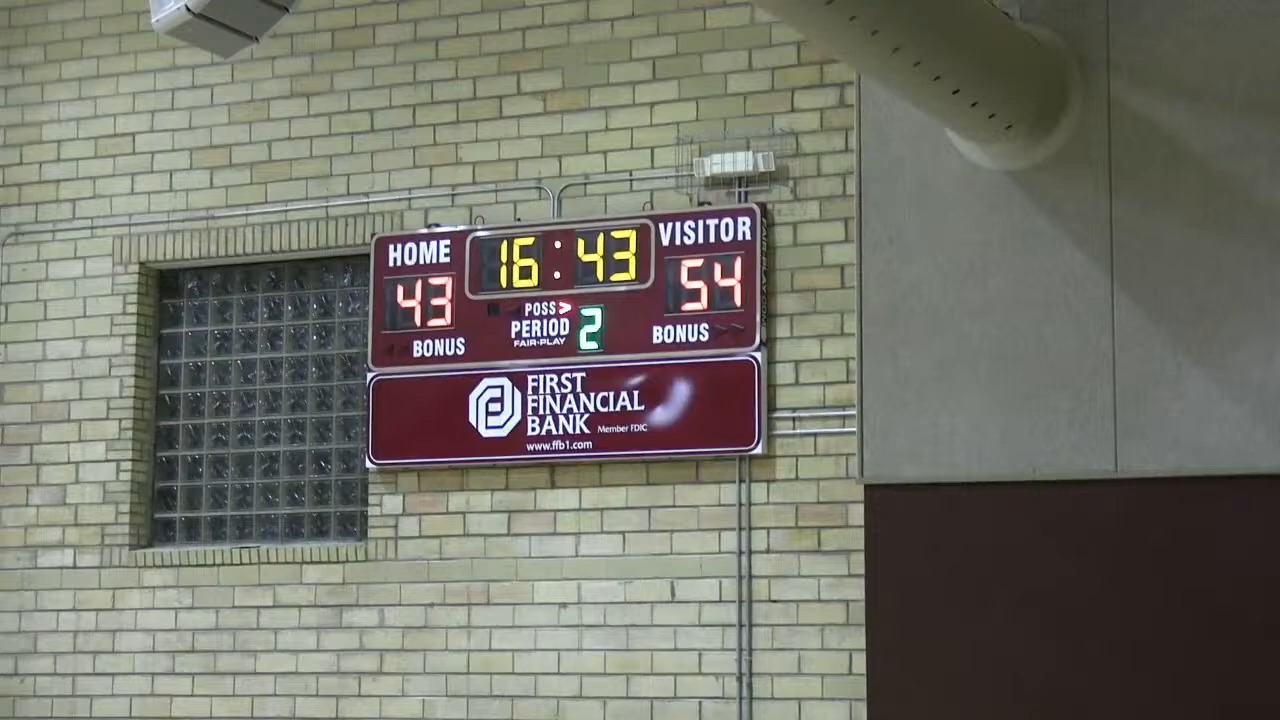 HOME 16:43 VISITOR
43 54
POSS>
PERIOD 2
FAIR-PLAY
BONUS BONUS
FIRST
FINANCIAL
BANK Member FDIC
www.ffb1.com